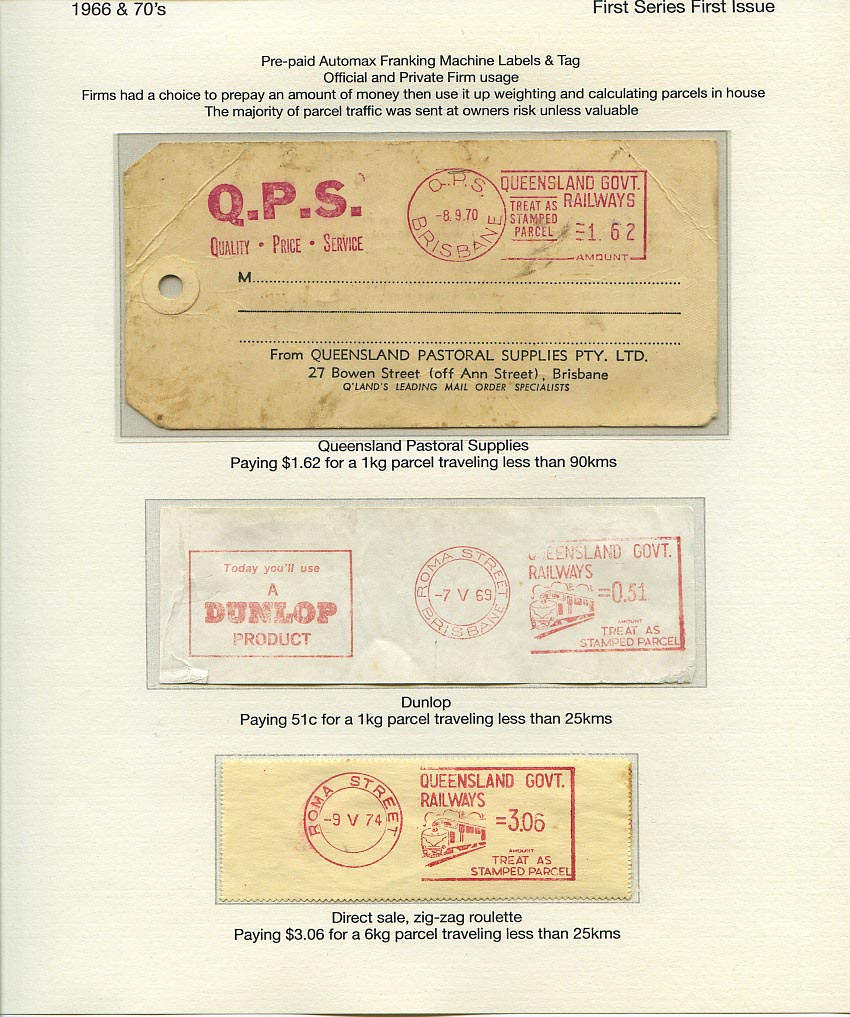 1966 & 70's
First Series First Issue
Pre-paid Automax Franking Machine Labels & Tag
Official and Private Firm usage
Firms had a choice to prepay an amount of money then use it up weighting and calculating parcels in house
The majority of parcel traffic was sent at owners risk unless valuable
Q.P.S.
QUALITY • PRICE • SERVICE
Q.P.S.
-8. 9.70
BRISBANE
QUEENSLAND GOVT.
RAILWAYS
TREAT AS
STAMPED
PARCEL
=1. 62
AMOUNT
M
From QUEENSLAND PASTORAL SUPPLIES PTY. LTD.
27 Bowen Street (off Ann Street), Brisbane
Q'LAND'S LEADING MAIL ORDER SPECIALISTS
Queensland Pastoral Supplies
Paying $1.62 for a 1kg parcel traveling less than 90kms
Today you'll use
A
DUNLOP
PRODUCT
ROMA STREET
-7 V 69
BRISBANE
QUEENSLAND GOVT.
RAILWAYS
=0.51
AMOUNT
TREAT AS
STAMPED PARCEL
Dunlop
Paying 51c for a 1kg parcel traveling less than 25kms
ROMA STREET
-9 V 74
QUEENSLAND GOVT.
RAILWAYS
=3.06
AMOUNT
TREAT AS
STAMPED PARCEL
Direct sale, zig-zag roulette
Paying $3.06 for a 6kg parcel traveling less than 25kms